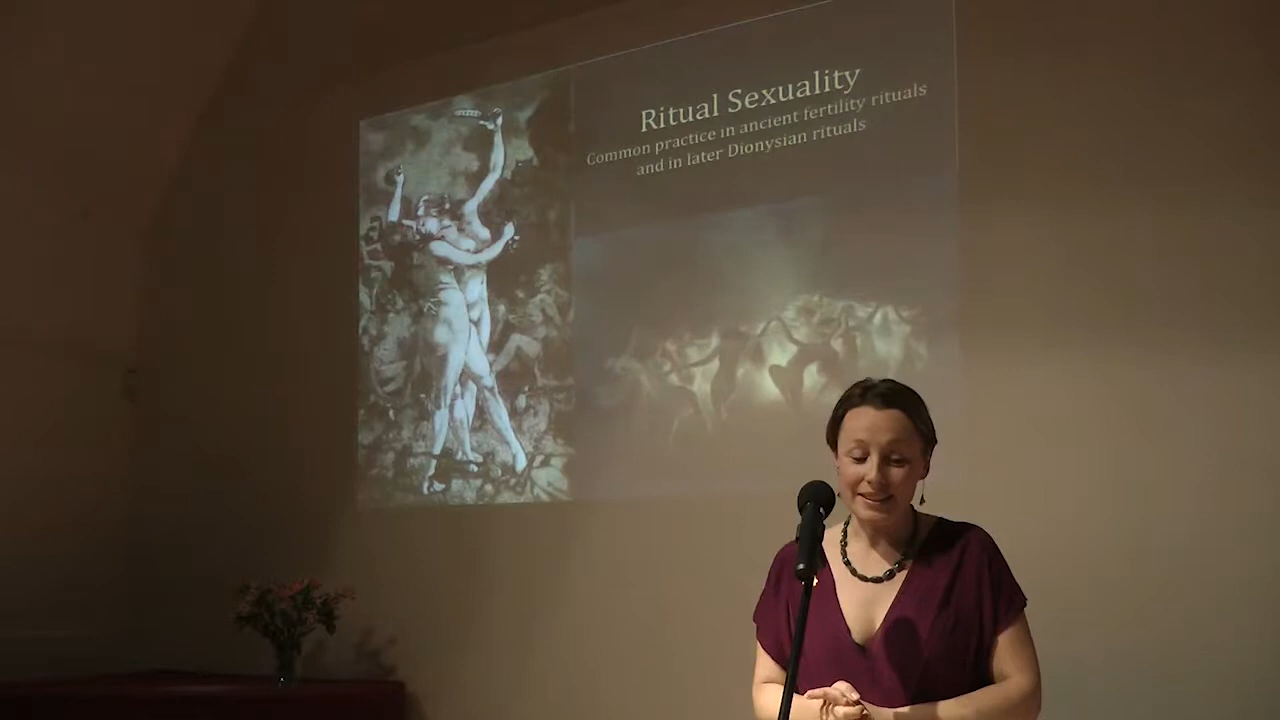 Ritual Sexuality
Common practice in ancient fertility rituals
and in later Dionysian rituals